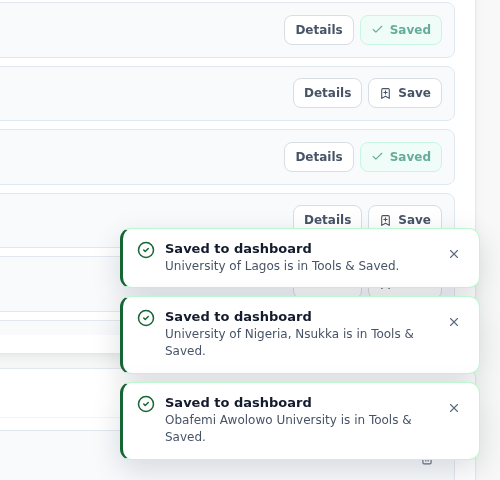 Details Saved
Details Save
Details Saved
Details Save
Saved to dashboard
University of Lagos is in Tools & Saved.
Saved to dashboard
University of Nigeria, Nsukka is in Tools &
Saved.
Saved to dashboard
Obafemi Awolowo University is in Tools &
Saved.